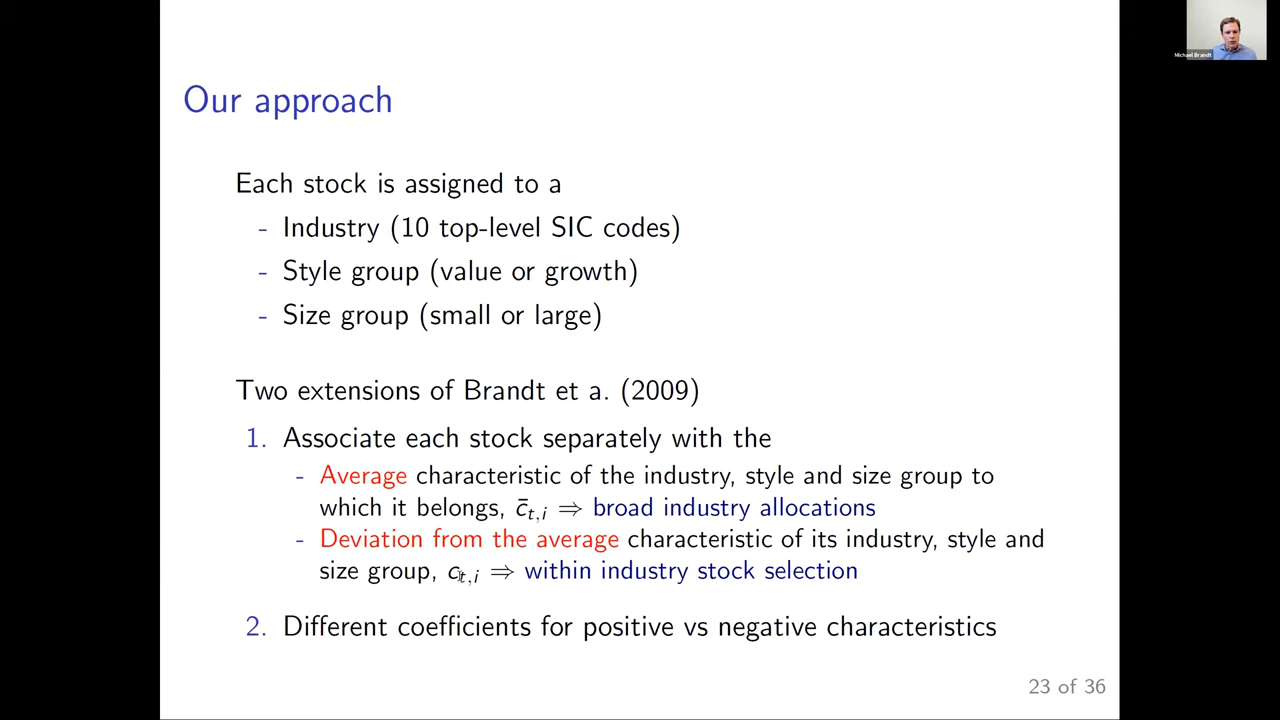 Michael Brandt
Our approach
Each stock is assigned to a
- Industry (10 top-level SIC codes)
- Style group (value or growth)
- Size group (small or large)
Two extensions of Brandt et a. (2009)
1. Associate each stock separately with the
- Average characteristic of the industry, style and size group to
which it belongs, c̄t,i ⇒ broad industry allocations
- Deviation from the average characteristic of its industry, style and
size group, ct,i ⇒ within industry stock selection
2. Different coefficients for positive vs negative characteristics
23 of 36